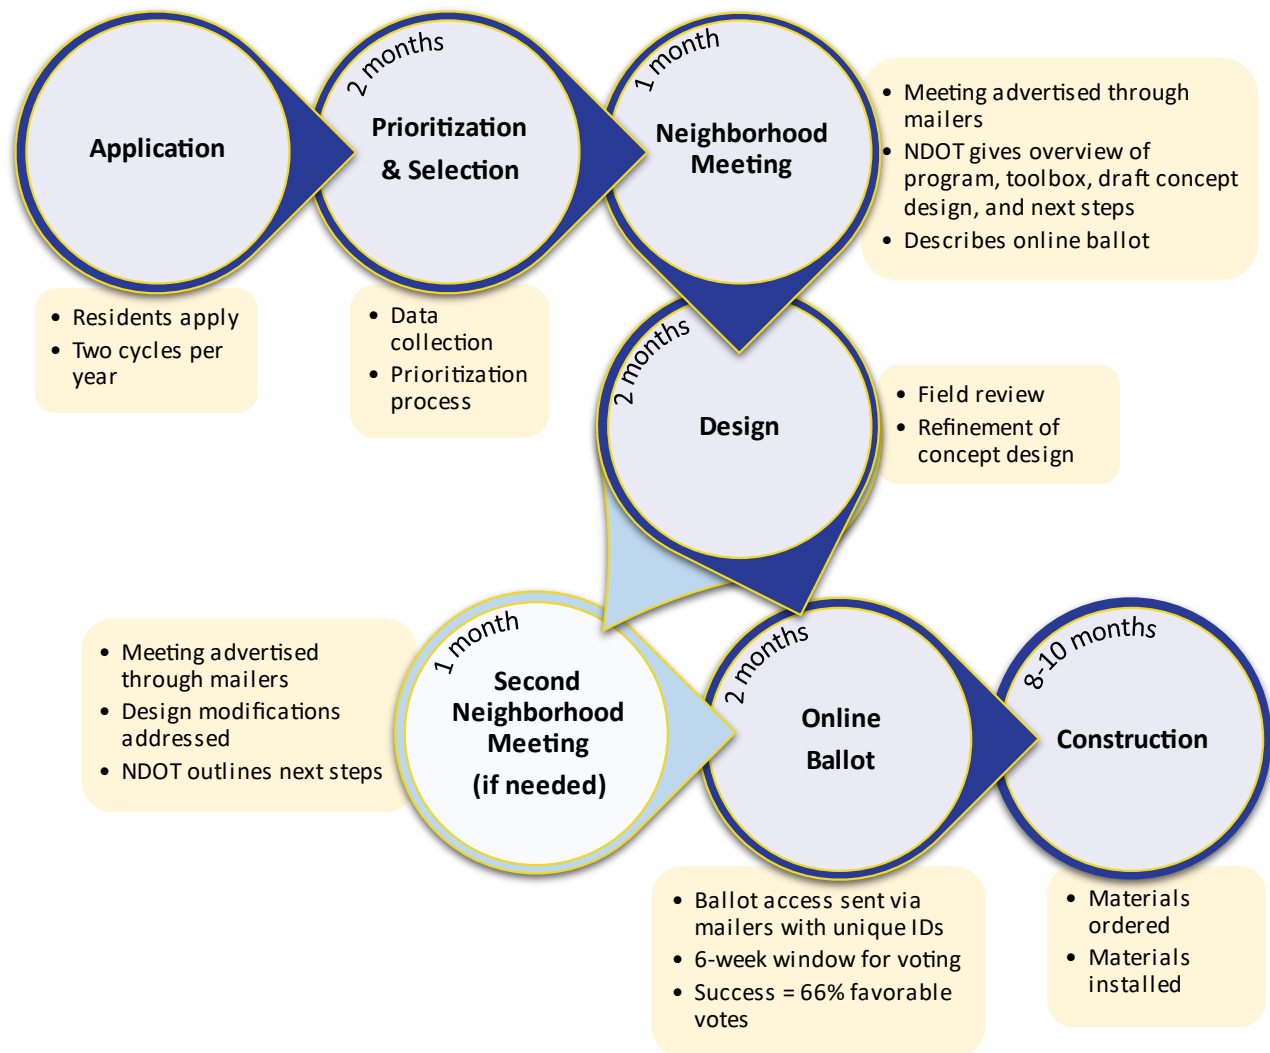 Application
• Residents apply
• Two cycles per
year
2 months
Prioritization
& Selection
• Data
collection
• Prioritization
process
1 month
Neighborhood
Meeting
• Meeting advertised through
mailers
• NDOT gives overview of
program, toolbox, draft concept
design, and next steps
• Describes online ballot
2 months
Design
• Field review
• Refinement of
concept design
1 month
Second
Neighborhood
Meeting
(if needed)
• Meeting advertised
through mailers
• Design modifications
addressed
• NDOT outlines next steps
2 months
Online
Ballot
• Ballot access sent via
mailers with unique IDs
• 6-week window for voting
• Success = 66% favorable
votes
8-10 months
Construction
• Materials
ordered
• Materials
installed